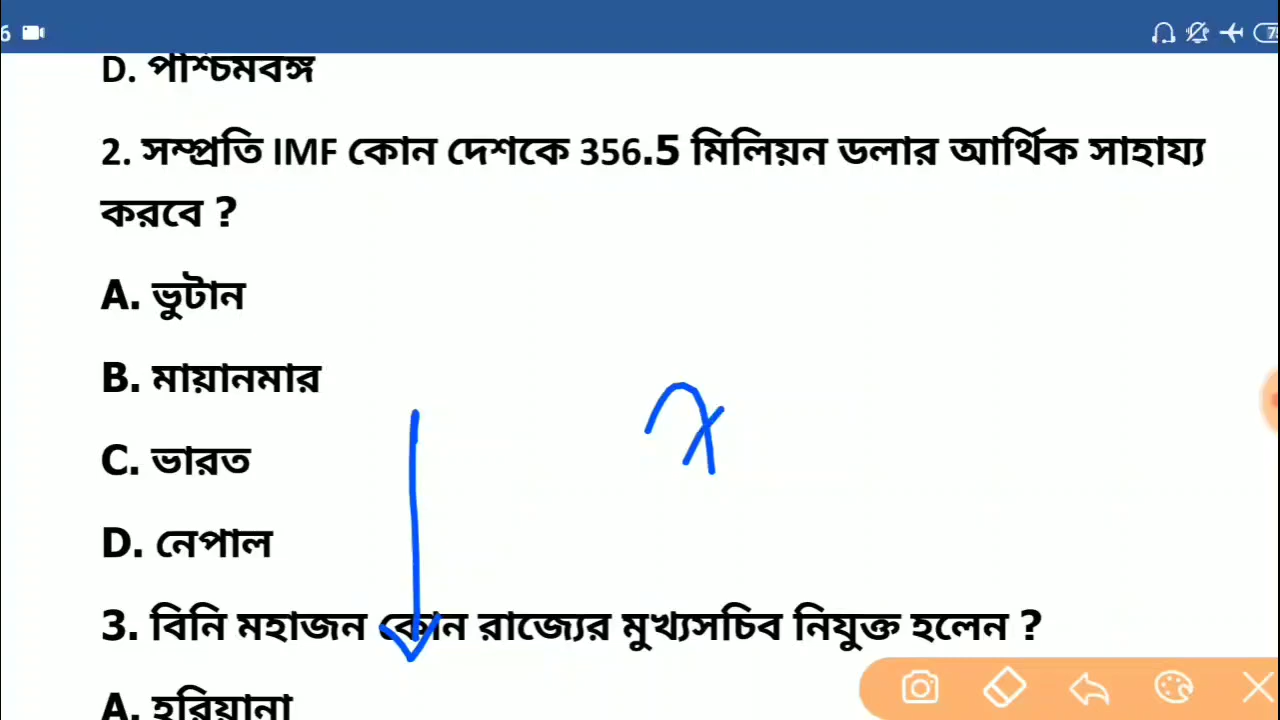 6
D. পশ্চিমবঙ্গ
2. সম্প্রতি IMF কোন দেশকে 356.5 মিলিয়ন ডলার আর্থিক সাহায্য
করবে ?
A. ভুটান
B. মায়ানমার
C. ভারত
D. নেপাল
3. বিনি মহাজন কোন রাজ্যের মুখ্যসচিব নিযুক্ত হলেন ?
A. হরিয়ানা